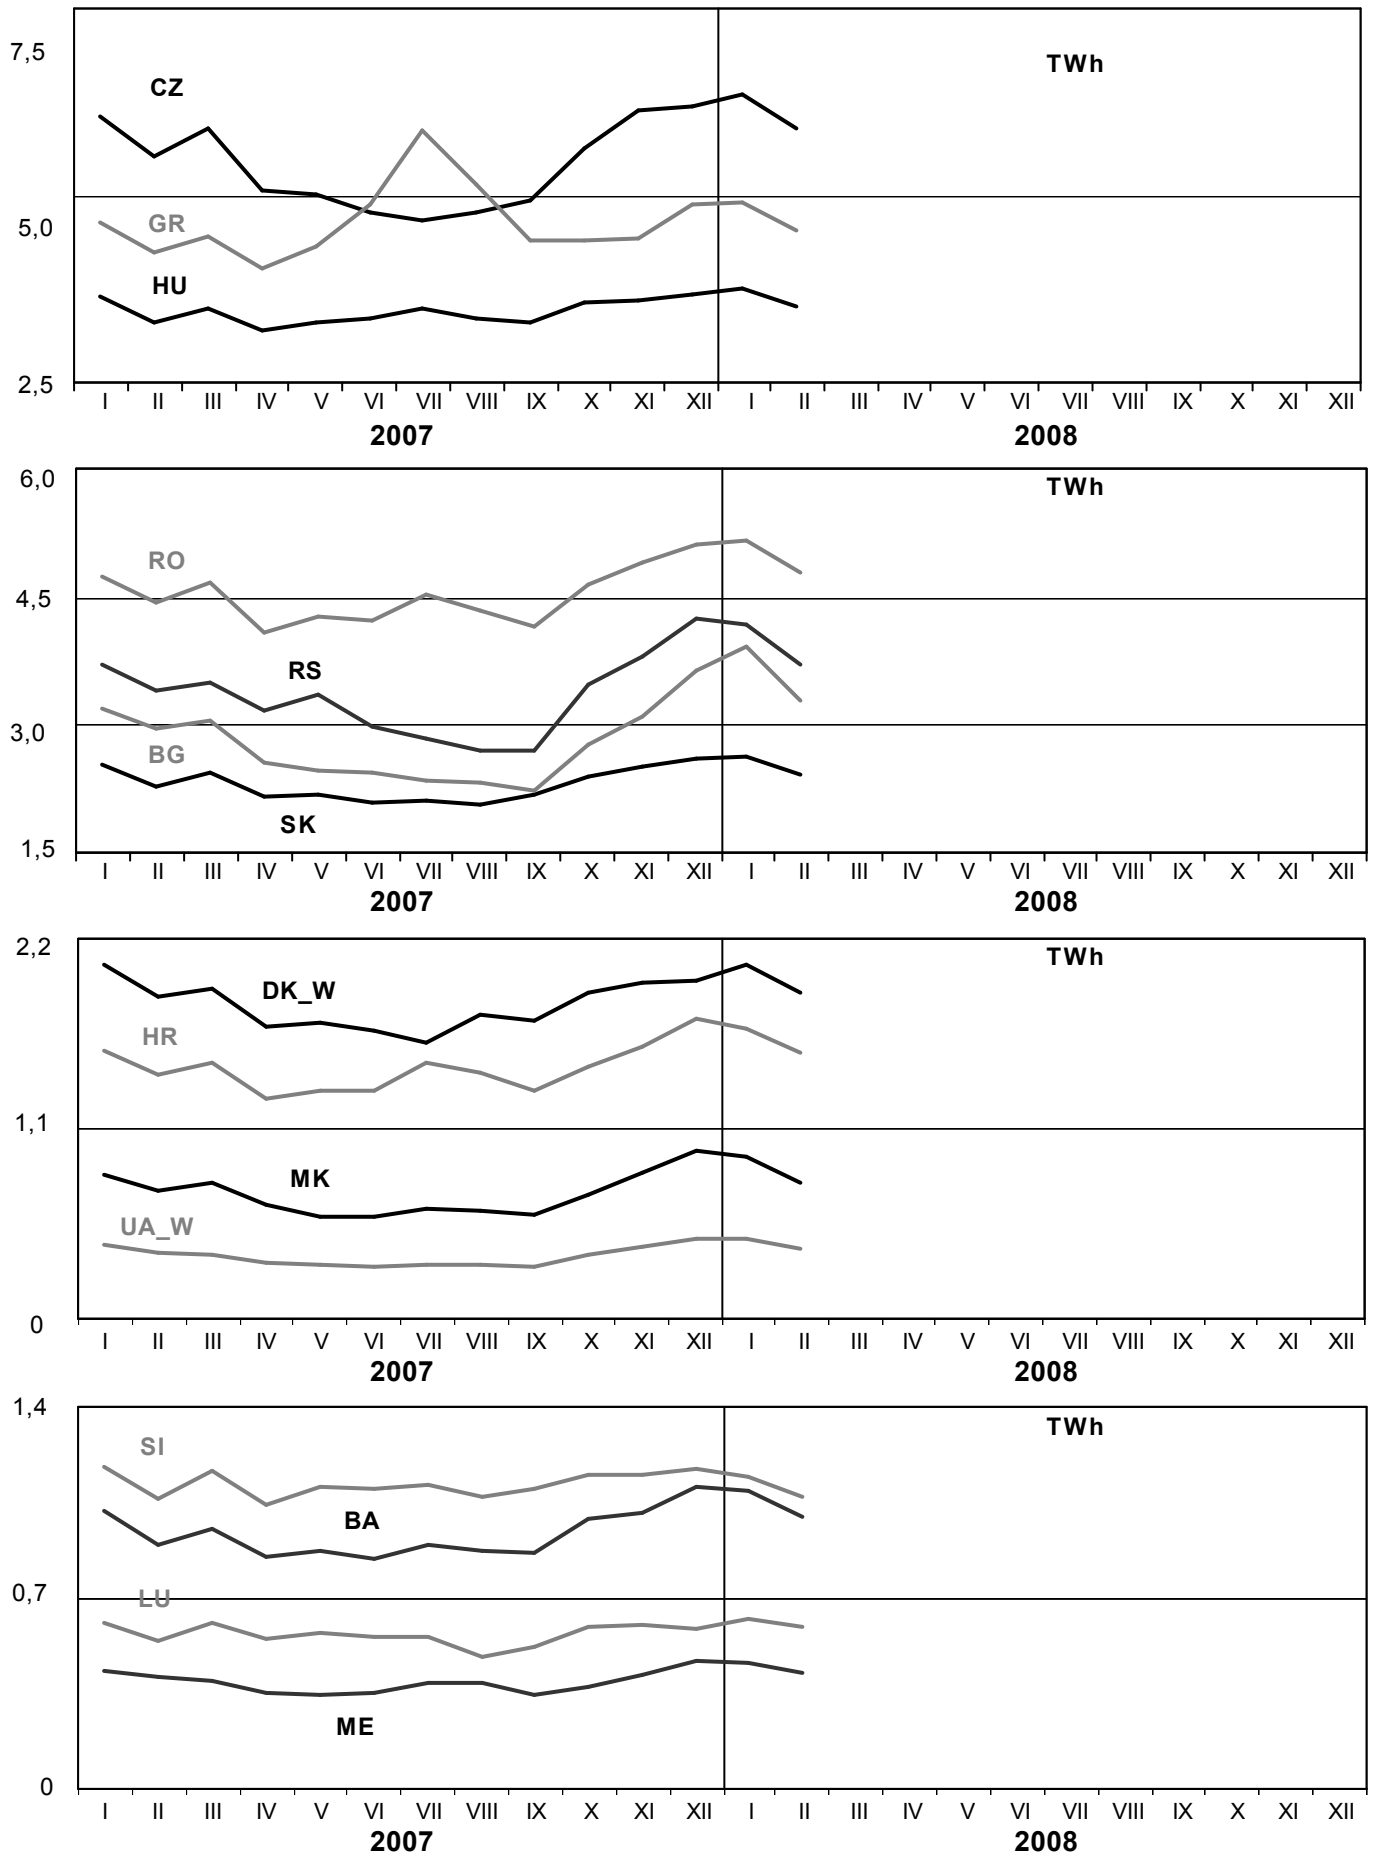 7,5
TWh
CZ
GR
5,0
HU
2,5
I II III IV V VI VII VIII IX X XI XII I II III IV V VI VII VIII IX X XI XII
2007 2008
6,0
TWh
RO
4,5
RS
3,0
BG
SK
1,5
I II III IV V VI VII VIII IX X XI XII I II III IV V VI VII VIII IX X XI XII
2007 2008
2,2
TWh
DK_W
HR
1,1
MK
UA_W
0
I II III IV V VI VII VIII IX X XI XII I II III IV V VI VII VIII IX X XI XII
2007 2008
1,4
TWh
SI
BA
0,7
LU
ME
0
I II III IV V VI VII VIII IX X XI XII I II III IV V VI VII VIII IX X XI XII
2007 2008